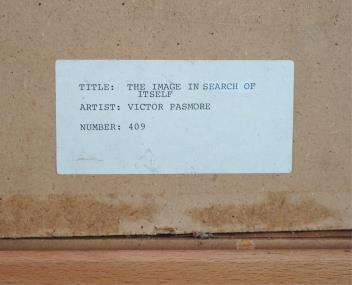 TITLE: THE IMAGE IN SEARCH OF
ITSELF
ARTIST: VICTOR PASMORE
NUMBER: 409